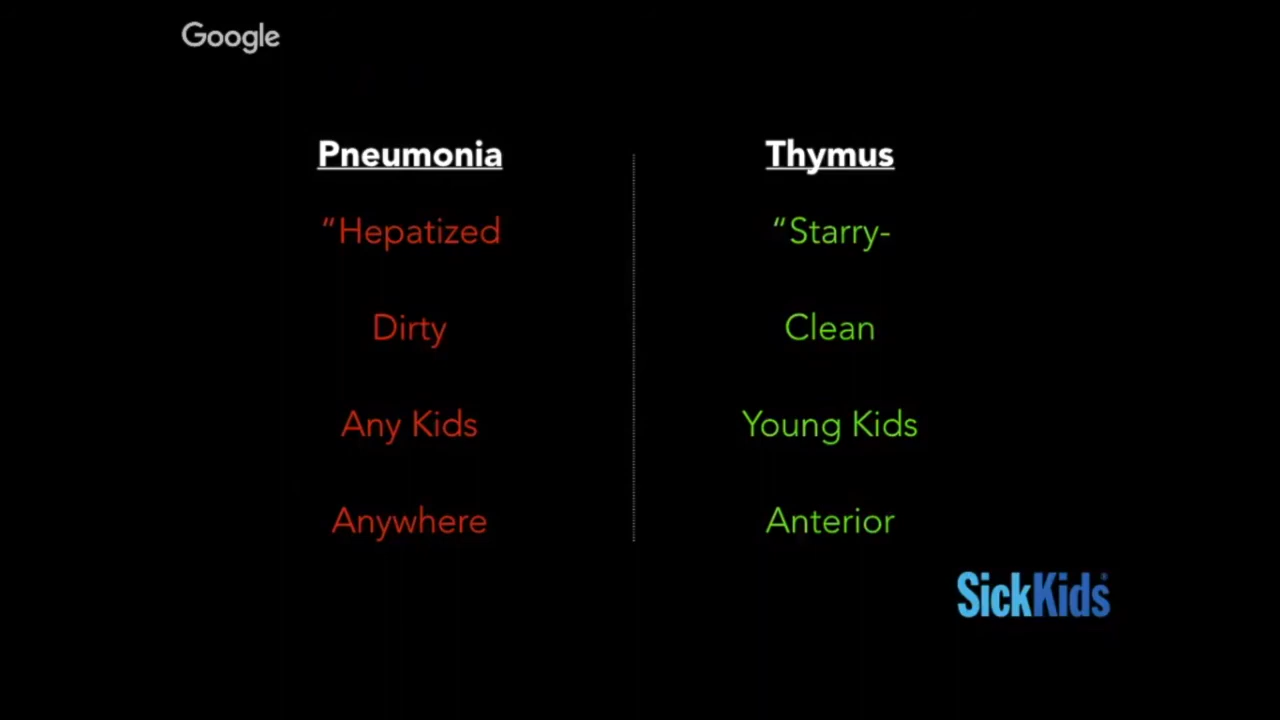 Google
Pneumonia
Thymus
“Hepatized
“Starry-
Dirty
Clean
Any Kids
Young Kids
Anywhere
Anterior
SickKids®